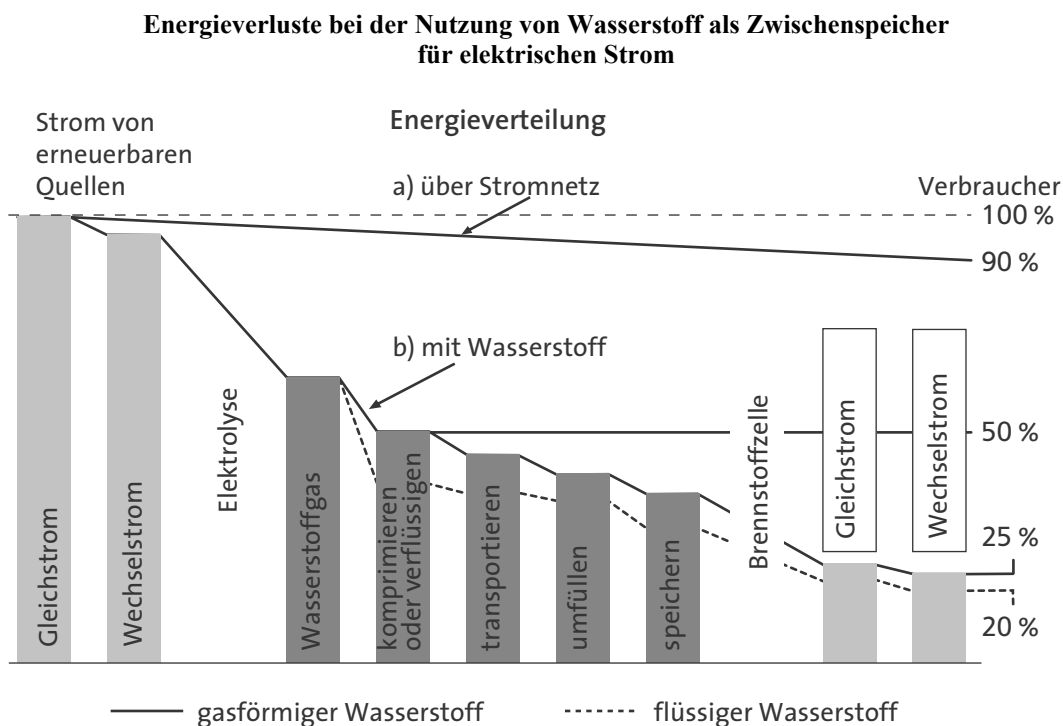 Energieverluste bei der Nutzung von Wasserstoff als Zwischenspeicher
für elektrischen Strom
Strom von
erneuerbaren
Quellen
Energieverteilung
a) über Stromnetz
Verbraucher
100 %
90 %
b) mit Wasserstoff
50 %
25 %
20 %
Gleichstrom
Wechselstrom
Elektrolyse
Wasserstoffgas
komprimieren
oder verflüssigen
transportieren
umfüllen
speichern
Brennstoffzelle
Gleichstrom
Wechselstrom
gasförmiger Wasserstoff
flüssiger Wasserstoff